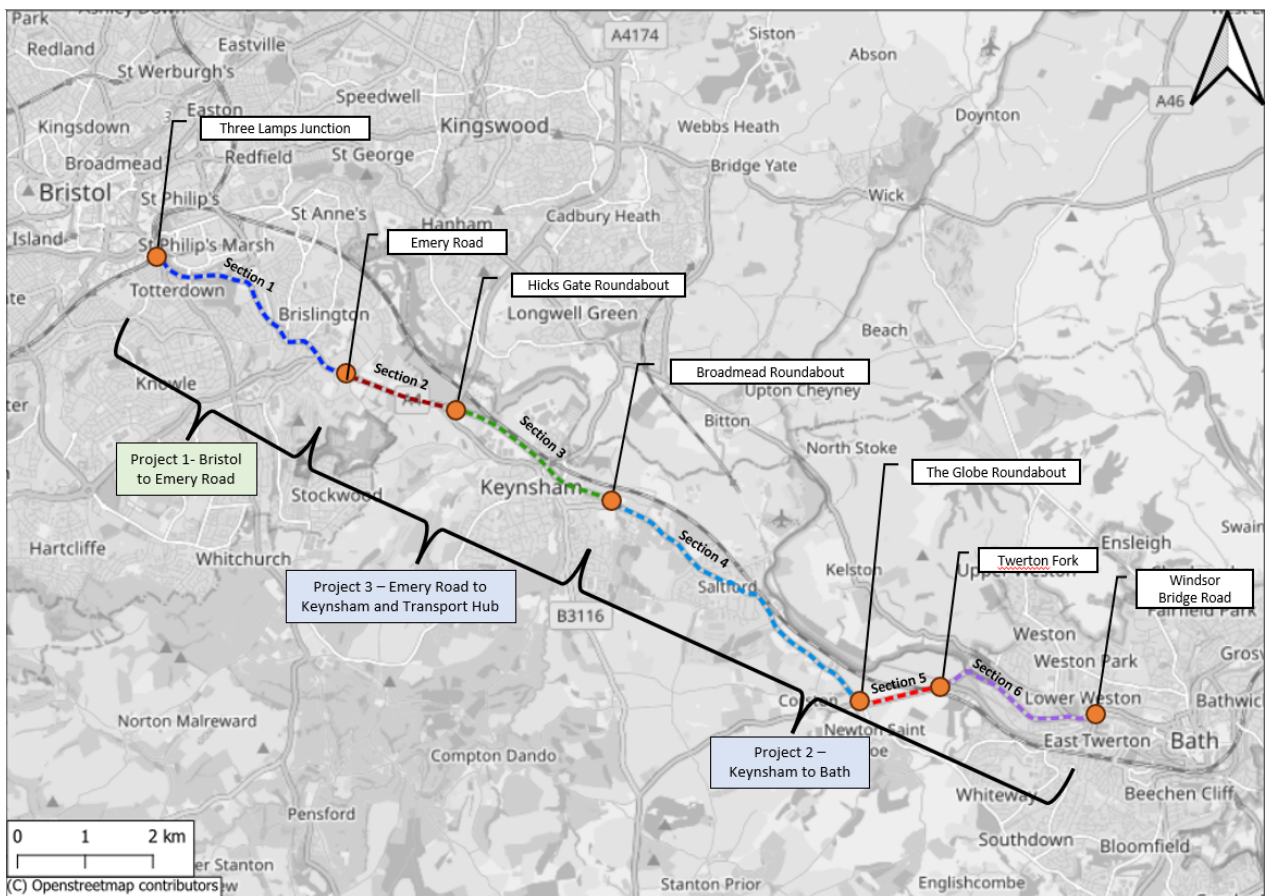 Park
Redland
Eastville
A4174
Siston
Abson
St Werburgh's
Easton
Speedwell
A46
Kingsdown
3
Three Lamps Junction
Kingswood
Webbs Heath
Doynton
Broadmead
Redfield
St George
Bridge Yate
Bristol
St Philip's
Wick
St Anne's
Hanham
Cadbury Heath
Island
St Philip's Marsh
Emery Road
Section 1
Hicks Gate Roundabout
Totterdown
Brislington
Longwell Green
Beach
Knowle
Section 2
Broadmead Roundabout
Upton Cheyney
A4
Bitton
Section 3
North Stoke
Project 1- Bristol
to Emery Road
Stockwood
Keynsham
The Globe Roundabout
Hartcliffe
Whitchurch
Section 4
Ensleigh
Project 3 – Emery Road to
Keynsham and Transport Hub
Saltford
Kelston
Twerton Fork
Windsor
Bridge Road
B3116
Weston
Weston Park
Section 5
Section 6
Lower Weston
Norton Malreward
Newton Saint
East Twerton
Bath
Compton Dando
Project 2 –
Keynsham to Bath
Whiteway
Beechen Cliff
Pensford
Southdown
Bloomfield
0 1 2 km
Stanton Prior
Englishcombe
(C) Openstreetmap contributors